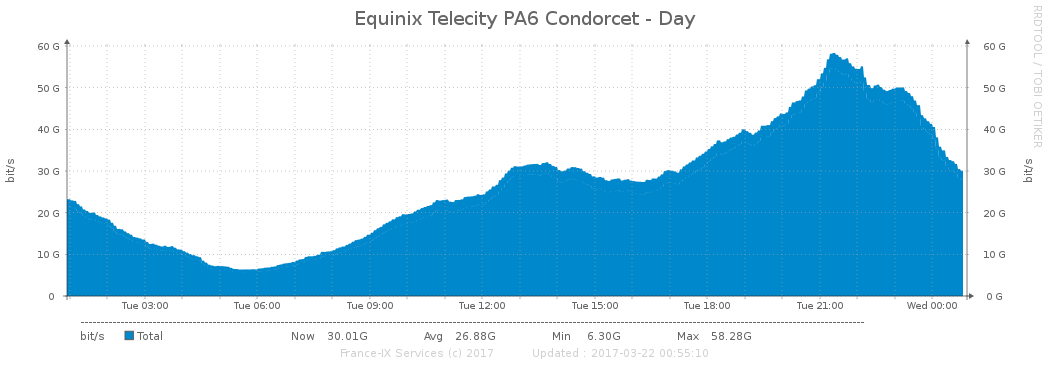 Equinix Telecity PA6 Condorcet - Day
RRDTOOL / TOBI OETIKER
60 G 60 G
50 G 50 G
40 G 40 G
30 G 30 G
20 G 20 G
10 G 10 G
0 0 G
bit/s
bit/s
Tue 03:00 Tue 06:00 Tue 09:00 Tue 12:00 Tue 15:00 Tue 18:00 Tue 21:00 Wed 00:00
bit/s Total Now 30.01G Avg 26.88G Min 6.30G Max 58.28G
France-IX Services (c) 2017 Updated : 2017-03-22 00:55:10